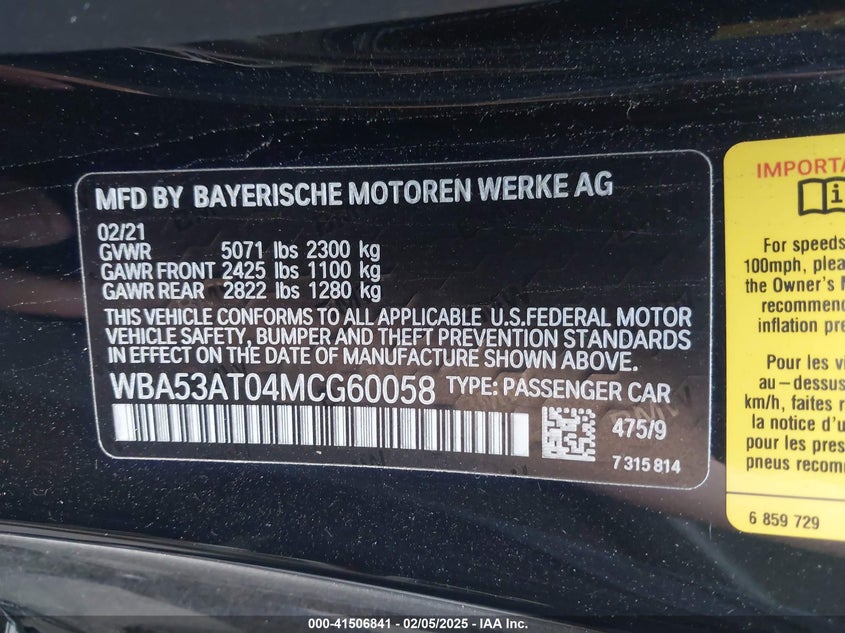 MFD BY BAYERISCHE MOTOREN WERKE AG
02/21
GVWR 5071 lbs 2300 kg
GAWR FRONT 2425 lbs 1100 kg
GAWR REAR 2822 lbs 1280 kg
THIS VEHICLE CONFORMS TO ALL APPLICABLE U.S.FEDERAL MOTOR
VEHICLE SAFETY, BUMPER AND THEFT PREVENTION STANDARDS
IN EFFECT ON THE DATE OF MANUFACTURE SHOWN ABOVE.
WBA53AT04MCG60058 TYPE: PASSENGER CAR
475/9
7 315 814
IMPORTA
i
For speeds
100mph, plea
the Owner's M
recommen
inflation pre
Pour les vi
au-dessus
km/h, faites r
la notice d'u
pour les pres
pneus recom
6 859 729
000-41506841 - 02/05/2025 - IAA Inc.